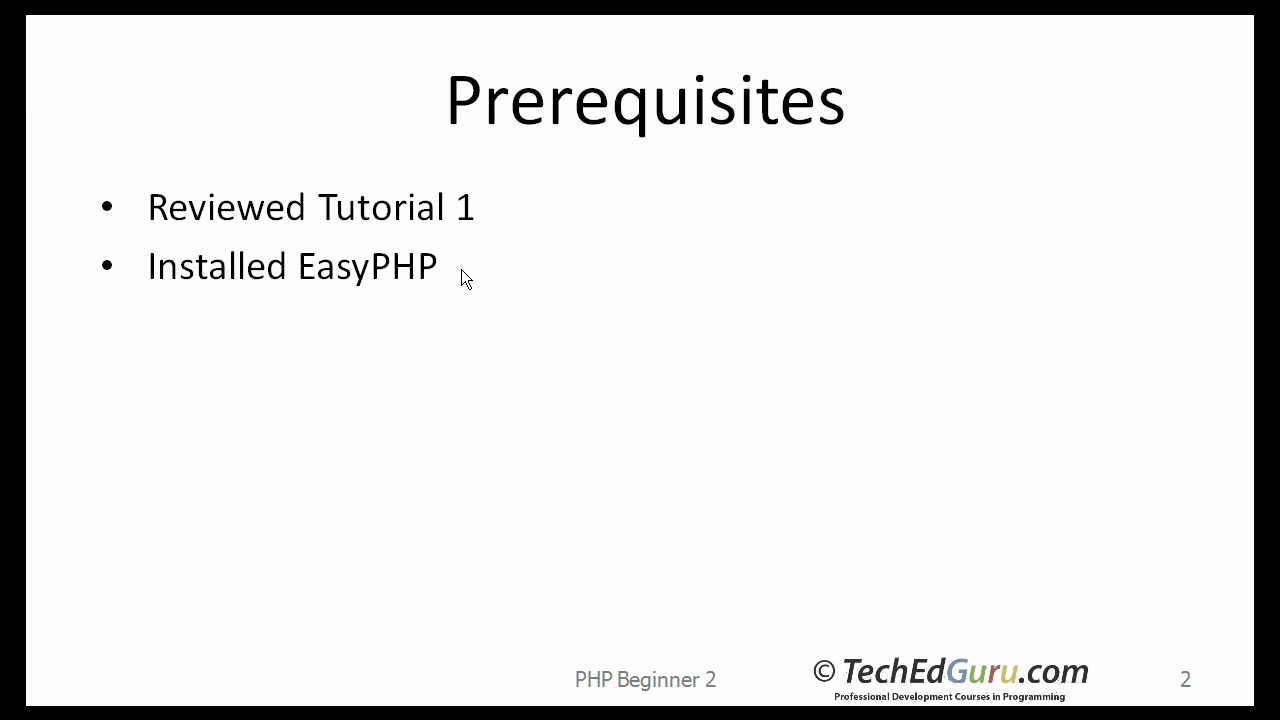 Prerequisites
• Reviewed Tutorial 1
• Installed EasyPHP
PHP Beginner 2
© TechEdGuru.com
Professional Development Courses in Programming
2